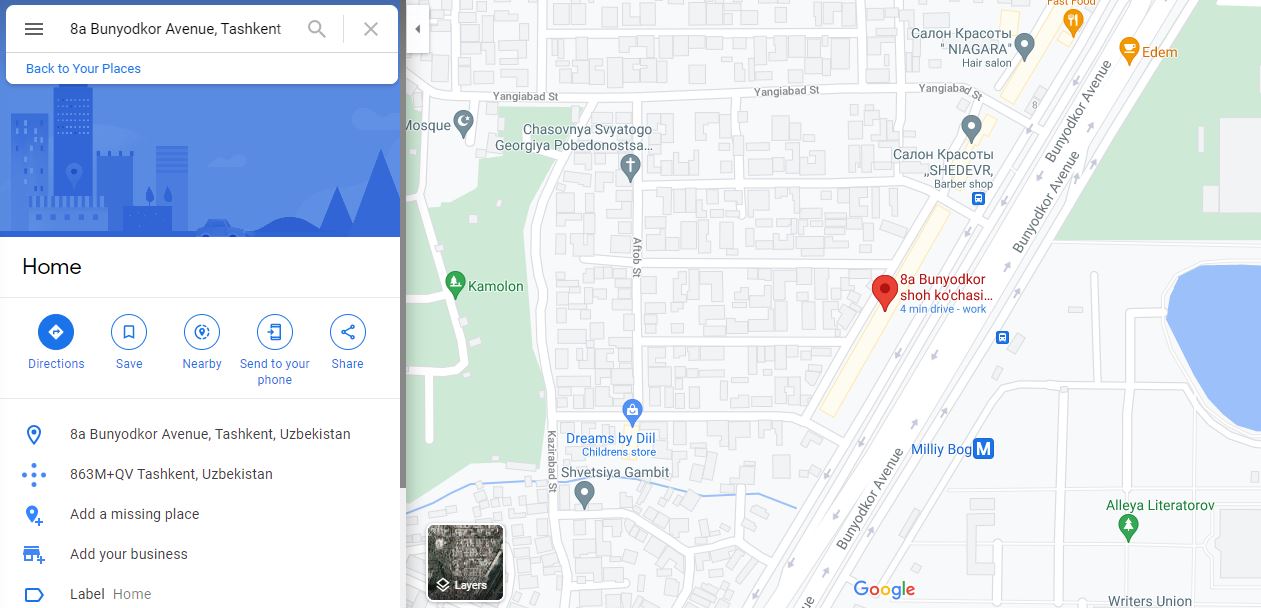 8a Bunyodkor Avenue, Tashkent
Back to Your Places
Home
Directions
Save
Nearby
Send to your
phone
Share
8a Bunyodkor Avenue, Tashkent, Uzbekistan
863M+QV Tashkent, Uzbekistan
Add a missing place
Add your business
Label Home
Fast Food
Салон Красоты
" NIAGARA"
Hair salon
Edem
Yangiabad St
Yangiabad St
Yangiabad St
8
Bunyodkor Avenue
Mosque
Chasovnya Svyatogo
Georgiya Pobedonostsa...
Салон Красоты
,,SHEDEVR,
Barber shop
Bunyodkor Avenue
Aftob St
Kamolon
8a Bunyodkor
shoh ko'chasi...
4 min drive - work
Dreams by Diil
Childrens store
Kazirabad St
Milliy Bog
M
Shvetsiya Gambit
Bunyodkor Avenue
Alleya Literatorov
Layers
Google
Writers Union